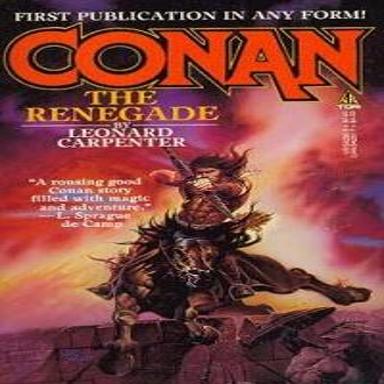 FIRST PUBLICATION IN ANY FORM!
CONAN
THE
RENEGADE
BY
LEONARD
CARPENTER
TOR
"A rousing good
Conan story
filled with magic
and adventure."
—L. Sprague
de Camp